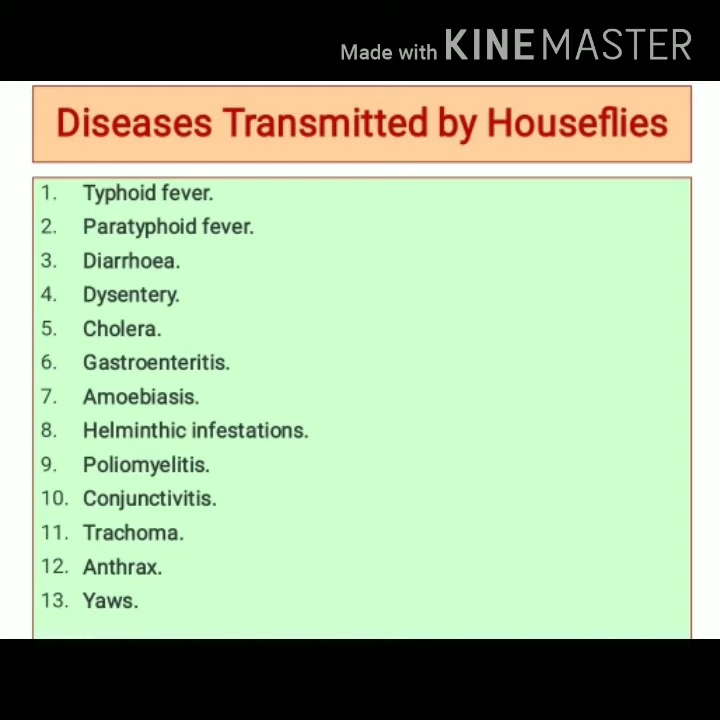 Made with KINEMASTER
Diseases Transmitted by Houseflies
1. Typhoid fever.
2. Paratyphoid fever.
3. Diarrhoea.
4. Dysentery.
5. Cholera.
6. Gastroenteritis.
7. Amoebiasis.
8. Helminthic infestations.
9. Poliomyelitis.
10. Conjunctivitis.
11. Trachoma.
12. Anthrax.
13. Yaws.